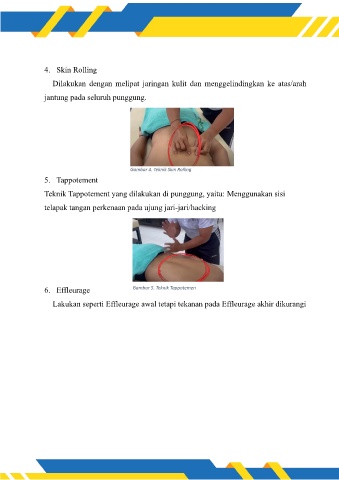 4. Skin Rolling
Dilakukan dengan melipat jaringan kulit dan menggelindingkan ke atas/arah
jantung pada seluruh punggung.
Gambar 4. Teknik Skin Rolling
5. Tappotement
Teknik Tappotement yang dilakukan di punggung, yaitu: Menggunakan sisi
telapak tangan perkenaan pada ujung jari-jari/hacking
Gambar 5. Teknik Tappotemen
6. Effleurage
Lakukan seperti Effleurage awal tetapi tekanan pada Effleurage akhir dikurangi